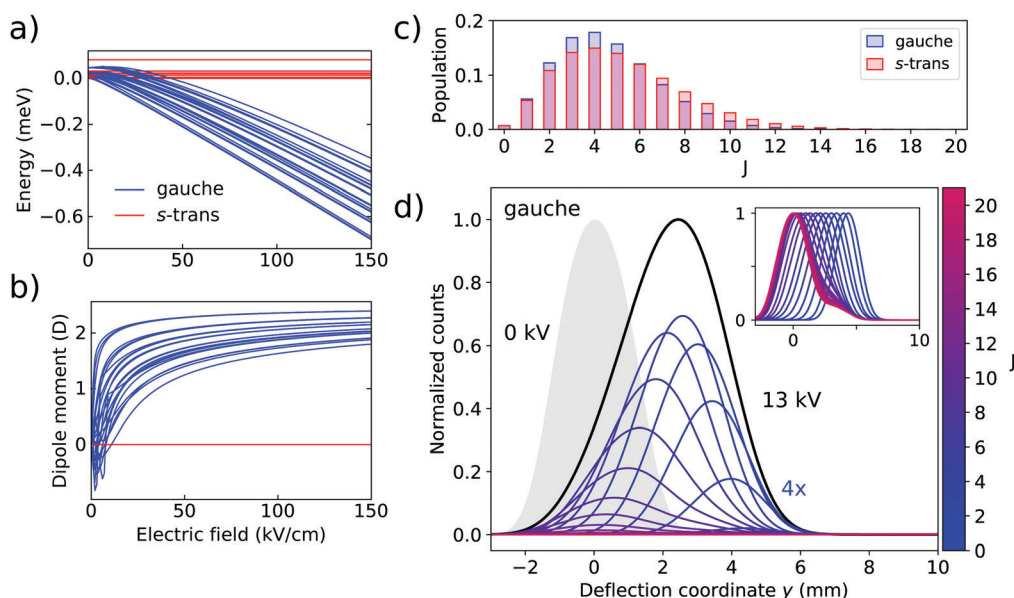 a)
0.0
−0.2
−0.4
−0.6
Energy (meV)
gauche
s-trans
0
50
100
150
b)
2
1
0
Dipole moment (D)
0
50
100
150
Electric field (kV/cm)
c)
0.2
0.1
0.0
Population
gauche
s-trans
0 2 4 6 8 10 12 14 16 18 20
J
d)
gauche
1.0
0.8
0.6
0.4
0.2
0.0
Normalized counts
0 kV
13 kV
4x
−2 0 2 4 6 8 10
Deflection coordinate y (mm)
1
0
0
10
20
18
16
14
12
10
8
6
4
2
0
J